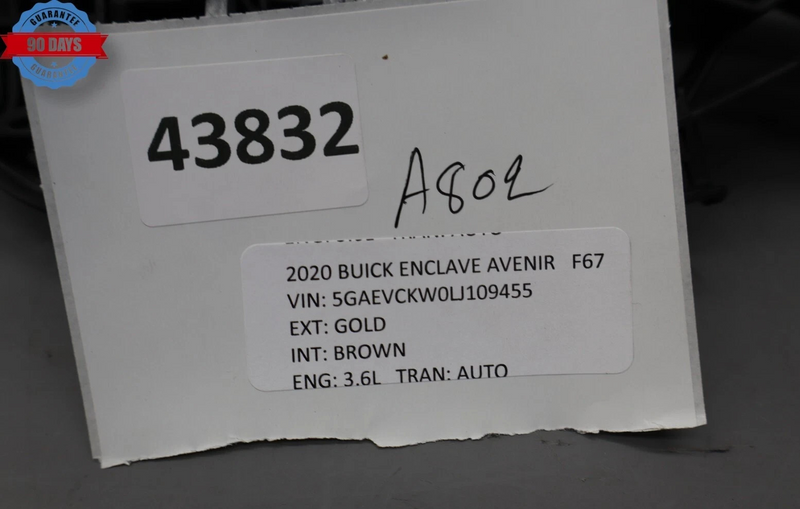 GUARANTEE
90 DAYS
GUARANTEE
43832
A802
2020 BUICK ENCLAVE AVENIR F67
VIN: 5GAEVCKW0LJ109455
EXT: GOLD
INT: BROWN
ENG: 3.6L TRAN: AUTO